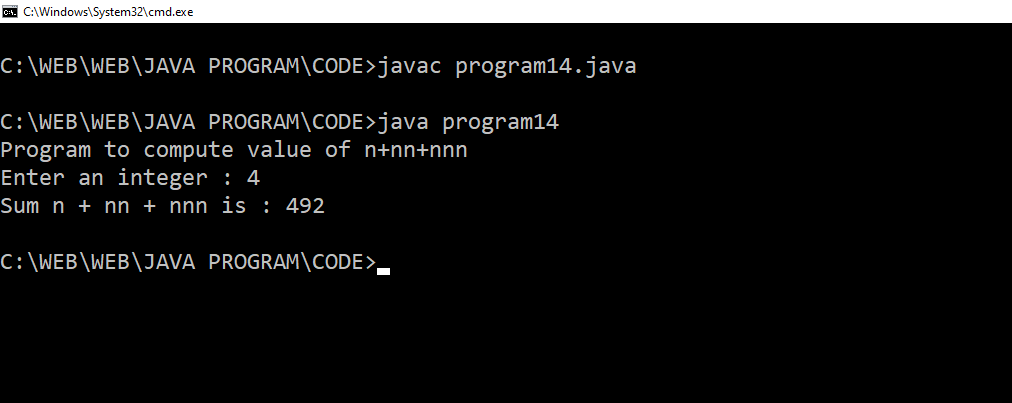 C:\Windows\System32\cmd.exe
C:\WEB\WEB\JAVA PROGRAM\CODE>javac program14.java
C:\WEB\WEB\JAVA PROGRAM\CODE>java program14
Program to compute value of n+nn+nnn
Enter an integer : 4
Sum n + nn + nnn is : 492
C:\WEB\WEB\JAVA PROGRAM\CODE>